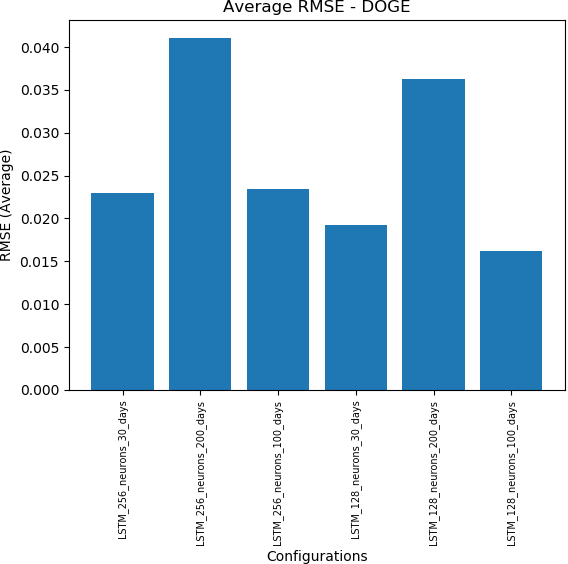 Average RMSE - DOGE
RMSE (Average)
0.040
0.035
0.030
0.025
0.020
0.015
0.010
0.005
0.000
LSTM_256_neurons_30_days
LSTM_256_neurons_200_days
LSTM_256_neurons_100_days
LSTM_128_neurons_30_days
LSTM_128_neurons_200_days
LSTM_128_neurons_100_days
Configurations